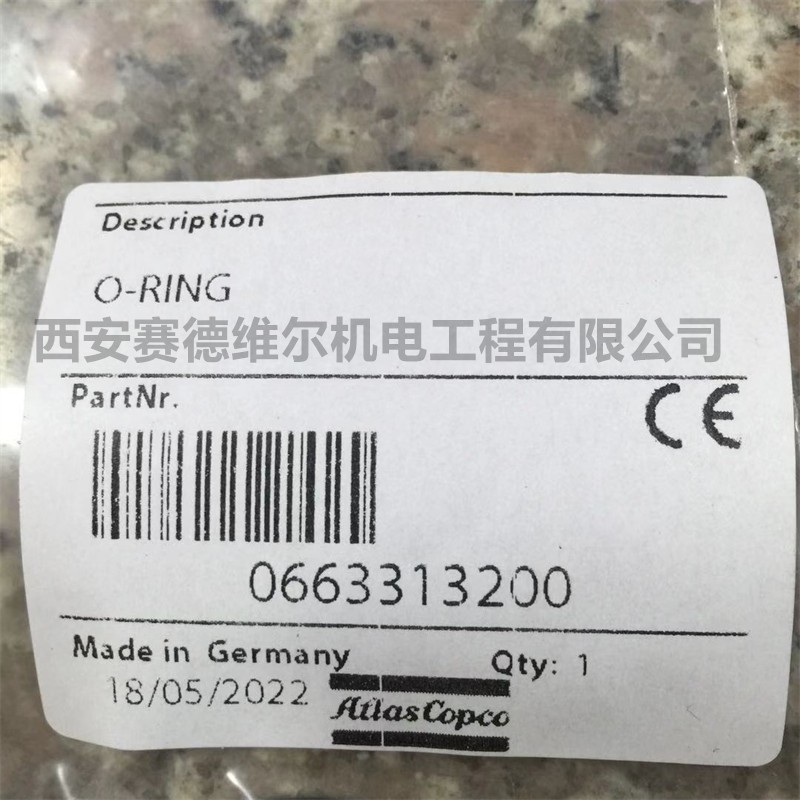 Description
O-RING
西安赛德维尔机电工程有限公司
PartNr.
CE
0663313200
Made in Germany
Qty: 1
18/05/2022
Atlas Copco